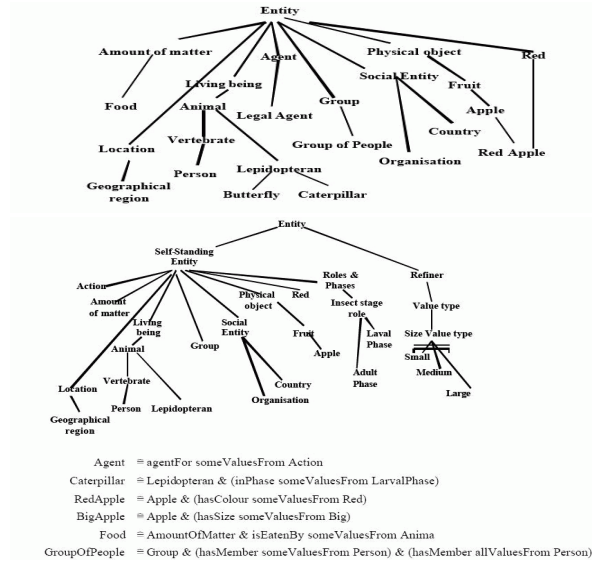 Entity
Amount of matter
Agent
Physical object
Red
Living being
Social Entity
Fruit
Food
Animal
Legal Agent
Group
Apple
Country
Location
Vertebrate
Group of People
Organisation
Red Apple
Person
Lepidopteran
Geographical
region
Butterfly
Caterpillar
Entity
Self-Standing
Entity
Roles &
Phases
Refiner
Action
Amount
of matter
Physical
object
Red
Insect stage
role
Value type
Living
being
Social
Entity
Fruit
Laval
Phase
Size Value type
Animal
Group
Apple
Small
Medium
Location
Vertebrate
Country
Adult
Phase
Large
Person
Lepidopteran
Organisation
Geographical
region
Agent ≡ agentFor someValuesFrom Action
Caterpillar ≡ Lepidopteran & (inPhase someValuesFrom LarvalPhase)
RedApple ≡ Apple & (hasColour someValuesFrom Red)
BigApple ≡ Apple & (hasSize someValuesFrom Big)
Food ≡ AmountOfMatter & isEatenBy someValuesFrom Anima
GroupOfPeople ≡ Group & (hasMember someValuesFrom Person) & (hasMember allValuesFrom Person)